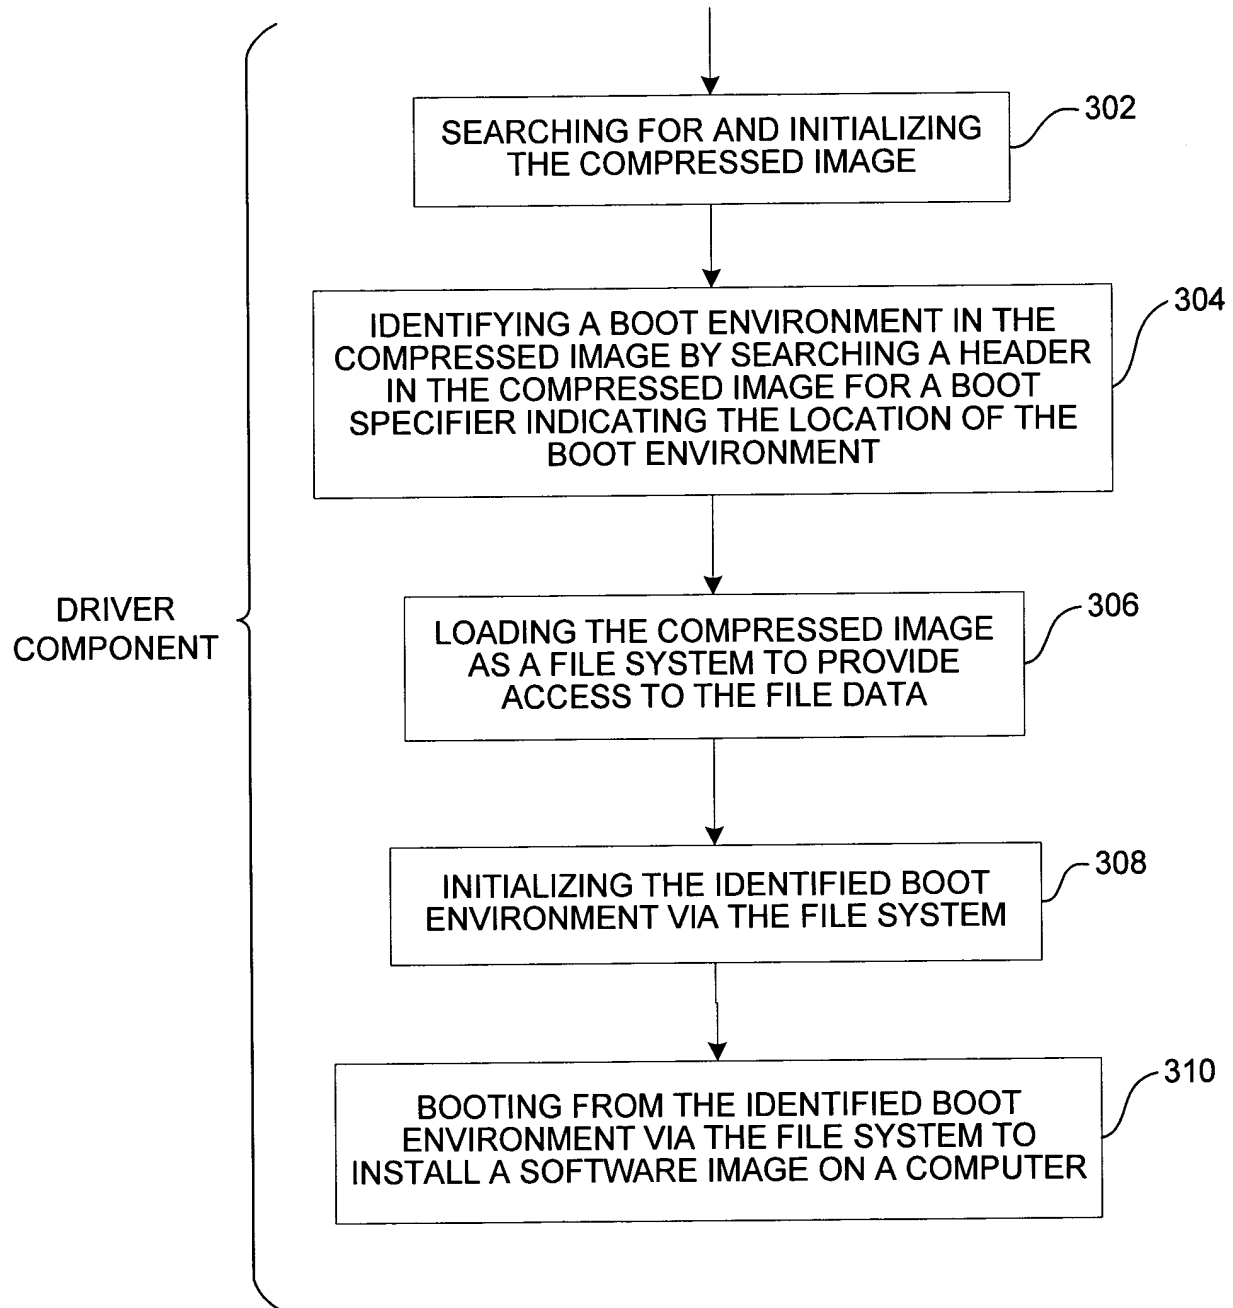 SEARCHING FOR AND INITIALIZING
THE COMPRESSED IMAGE
302
IDENTIFYING A BOOT ENVIRONMENT IN THE
COMPRESSED IMAGE BY SEARCHING A HEADER
IN THE COMPRESSED IMAGE FOR A BOOT
SPECIFIER INDICATING THE LOCATION OF THE
BOOT ENVIRONMENT
304
DRIVER
COMPONENT
LOADING THE COMPRESSED IMAGE
AS A FILE SYSTEM TO PROVIDE
ACCESS TO THE FILE DATA
306
INITIALIZING THE IDENTIFIED BOOT
ENVIRONMENT VIA THE FILE SYSTEM
308
BOOTING FROM THE IDENTIFIED BOOT
ENVIRONMENT VIA THE FILE SYSTEM TO
INSTALL A SOFTWARE IMAGE ON A COMPUTER
310